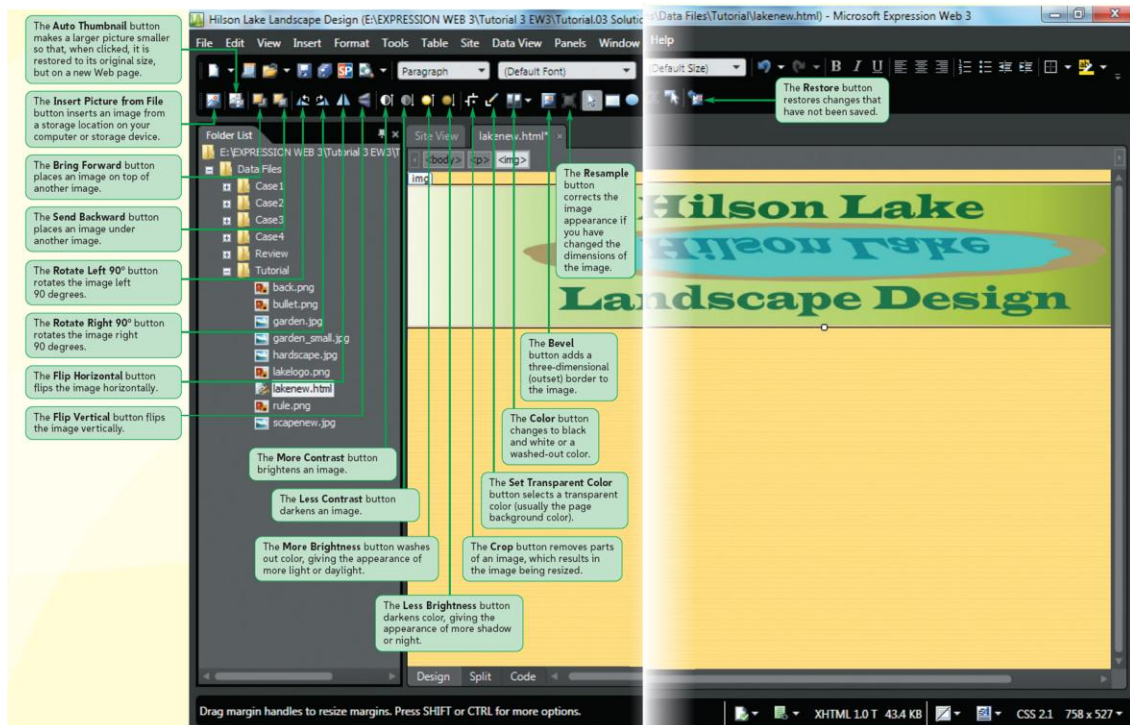 The Auto Thumbnail button
makes a larger picture smaller
so that, when clicked, it is
restored to its original size,
but on a new Web page.
The Insert Picture from File
button inserts an image from
a storage location on your
computer or storage device.
The Bring Forward button
places an image on top of
another image.
The Send Backward button
places an image under
another image.
The Rotate Left 90° button
rotates the image left
90 degrees.
The Rotate Right 90° button
rotates the image right
90 degrees.
The Flip Horizontal button
flips the image horizontally.
The Flip Vertical button flips
the image vertically.
Hilson Lake Landscape Design (E:\EXPRESSION WEB 3\Tutorial 3 EW3\Tutorial.03 Solutio
s\Data Files\Tutorial\lakenew.html) - Microsoft Expression Web 3
File Edit View Insert Format Tools Table Site Data View Panels Window Help
Paragraph (Default Font) (Default Size) B I U
The Restore button
restores changes that
have not been saved.
Folder List
E:\EXPRESSION WEB 3\Tutorial 3 EW3\T
Data Files
Case1
Case2
Case3
Case4
Review
Tutorial
back.png
bullet.png
garden.jpg
garden_small.jpg
hardscape.jpg
lakelogo.png
lakenew.html
rule.png
scapenew.jpg
Site View lakenew.html*
<body> <p> <img>
img
The Resample
button
corrects the
image
appearance if
you have
changed the
dimensions of
the image.
Hilson Lake
Hilson Lake
Landscape Design
The Bevel
button adds a
three-dimensional
(outset) border to
the image.
The Color button
changes to black
and white or a
washed-out color.
The More Contrast button
brightens an image.
The Set Transparent Color
button selects a transparent
color (usually the page
background color).
The Less Contrast button
darkens an image.
The More Brightness button washes
out color, giving the appearance of
more light or daylight.
The Crop button removes parts
of an image, which results in
the image being resized.
The Less Brightness button
darkens color, giving the
appearance of more shadow
or night.
Design Split Code
Drag margin handles to resize margins. Press SHIFT or CTRL for more options.
XHTML 1.0 T 43.4 KB CSS 2.1 758 x 527